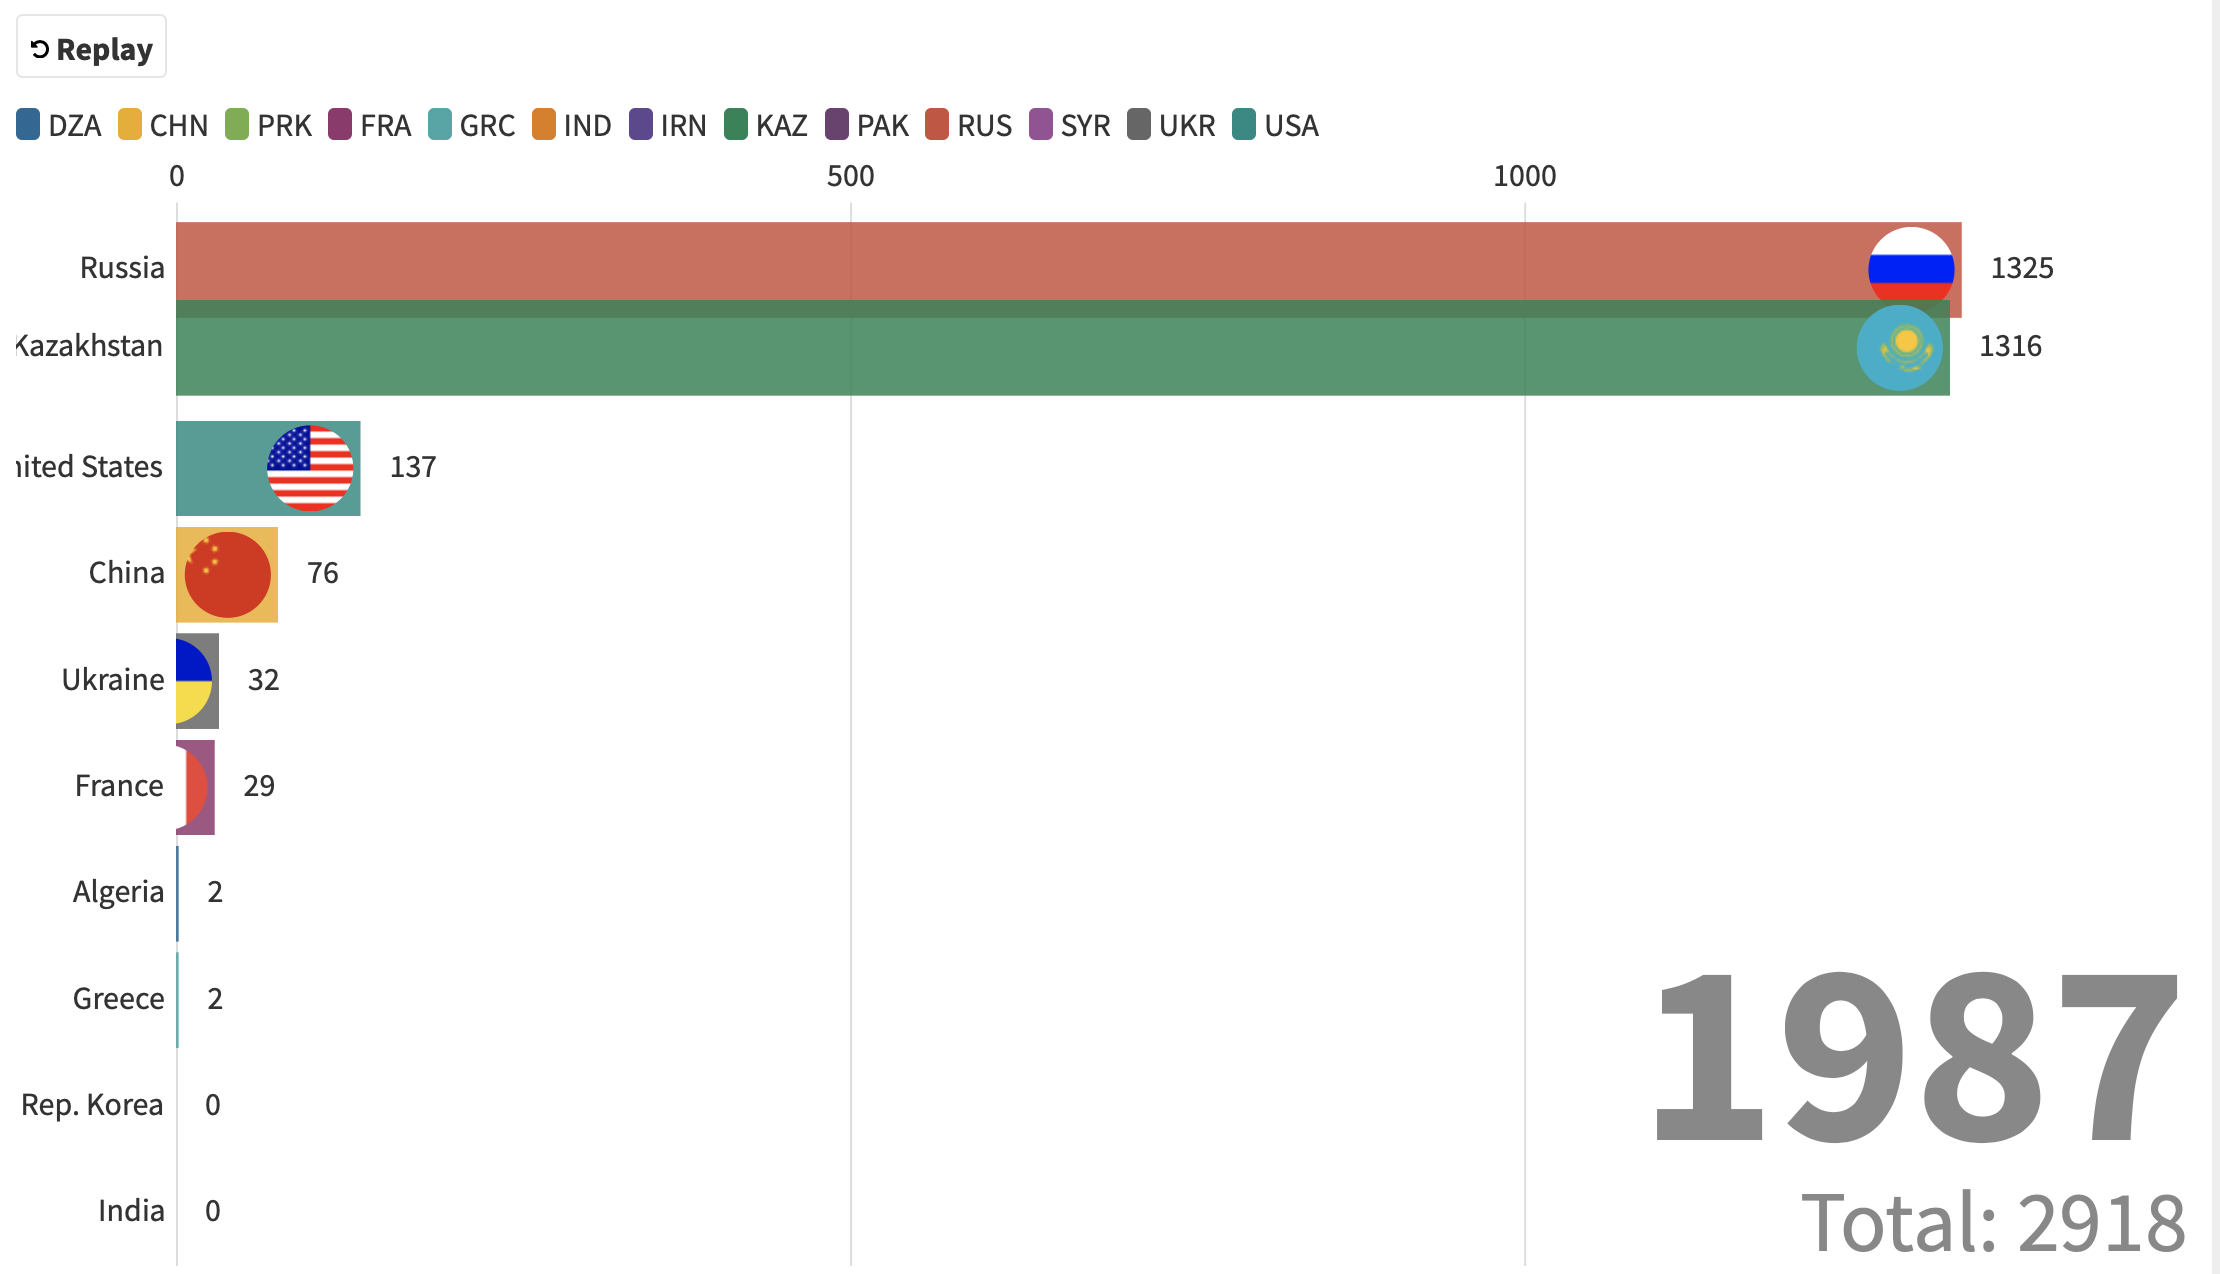 Replay
DZA CHN PRK FRA GRC IND IRN KAZ PAK RUS SYR UKR USA
0 500 1000
Russia 1325
Kazakhstan 1316
nited States 137
China 76
Ukraine 32
France 29
Algeria 2
Greece 2
Rep. Korea 0
India 0
1987
Total: 2918